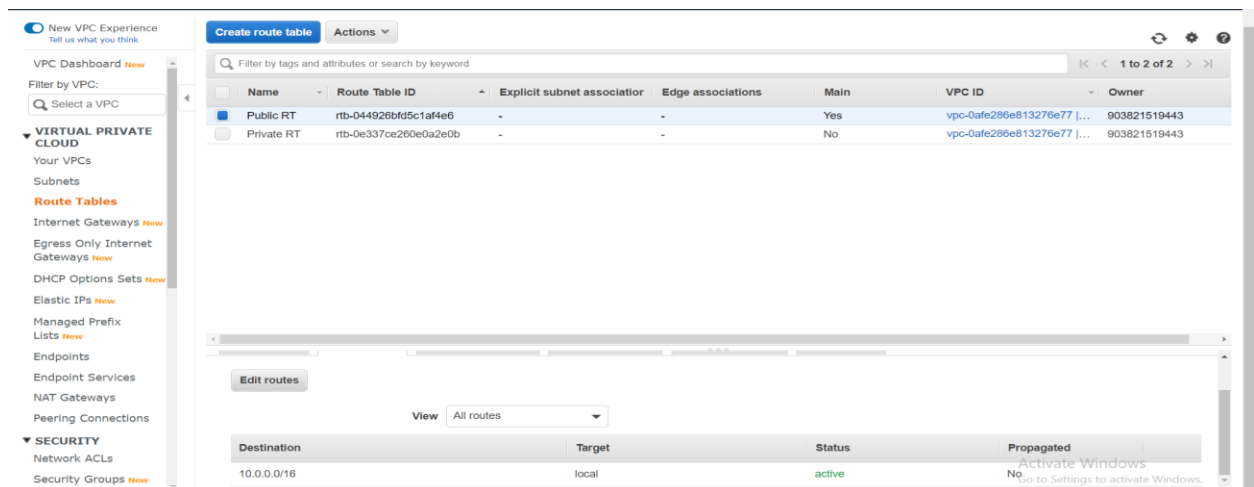 New VPC Experience
Tell us what you think
VPC Dashboard New
Filter by VPC:
Select a VPC
VIRTUAL PRIVATE
CLOUD
Your VPCs
Subnets
Route Tables
Internet Gateways New
Egress Only Internet
Gateways New
DHCP Options Sets New
Elastic IPs New
Managed Prefix
Lists New
Endpoints
Endpoint Services
NAT Gateways
Peering Connections
SECURITY
Network ACLs
Security Groups New
Create route table Actions
Filter by tags and attributes or search by keyword 1 to 2 of 2
Name Route Table ID Explicit subnet association Edge associations Main VPC ID Owner
Public RT rtb-044926bfd5c1af4e6 - - Yes vpc-0afe286e813276e77 |... 903821519443
Private RT rtb-0e337ce260e0a2e0b - - No vpc-0afe286e813276e77 |... 903821519443
Edit routes
View All routes
Destination Target Status Propagated
10.0.0.0/16 local active No
Activate Windows
Go to Settings to activate Windows.